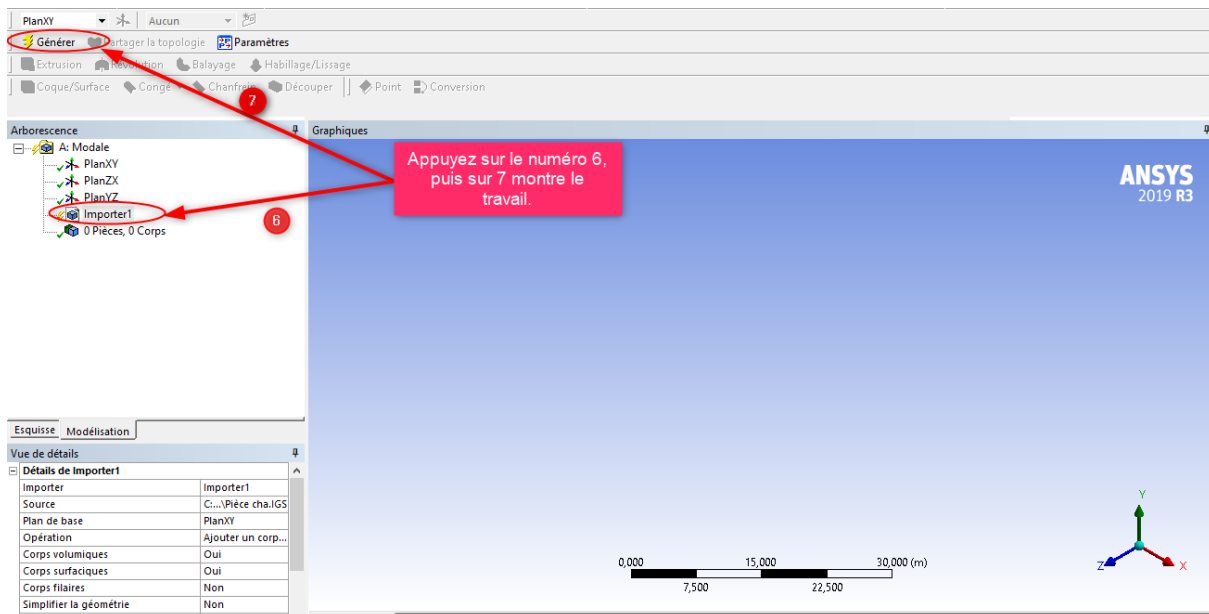 PlanXY Aucun
Générer Partager la topologie Paramètres
Extrusion Révolution Balayage Habillage/Lissage
Coque/Surface Congé Chanfrein Découper Point Conversion
7
Arborescence
A: Modale
PlanXY
PlanZX
PlanYZ
Importer1
0 Pièces, 0 Corps
6
Esquisse Modélisation
Vue de détails
Détails de Importer1
Importer Importer1
Source C:...\Pièce cha.IGS
Plan de base PlanXY
Opération Ajouter un corp...
Corps volumiques Oui
Corps surfaciques Oui
Corps filaires Non
Simplifier la géométrie Non
Graphiques
Appuyez sur le numéro 6,
puis sur 7 montre le
travail.
ANSYS
2019 R3
0,000 15,000 30,000 (m)
7,500 22,500
Y
Z X